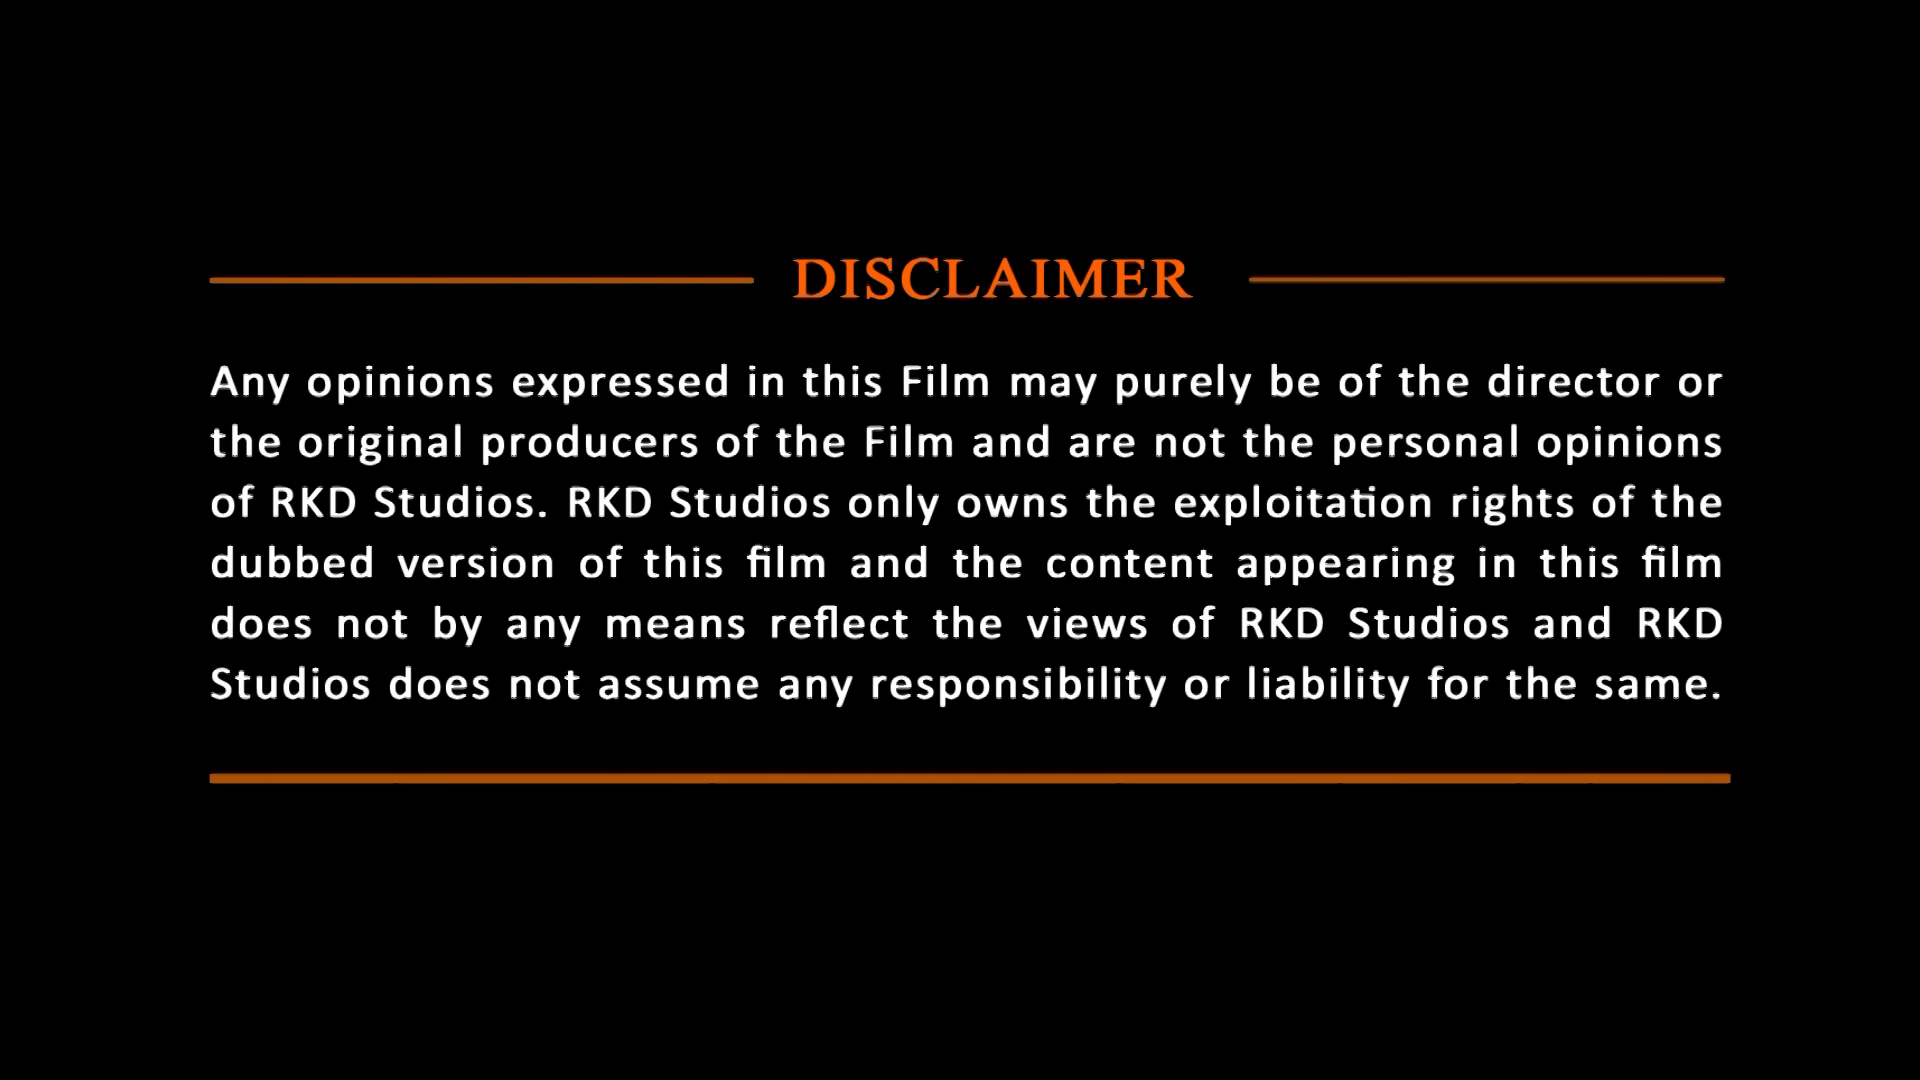 DISCLAIMER
Any opinions expressed in this Film may purely be of the director or
the original producers of the Film and are not the personal opinions
of RKD Studios. RKD Studios only owns the exploitation rights of the
dubbed version of this film and the content appearing in this film
does not by any means reflect the views of RKD Studios and RKD
Studios does not assume any responsibility or liability for the same.